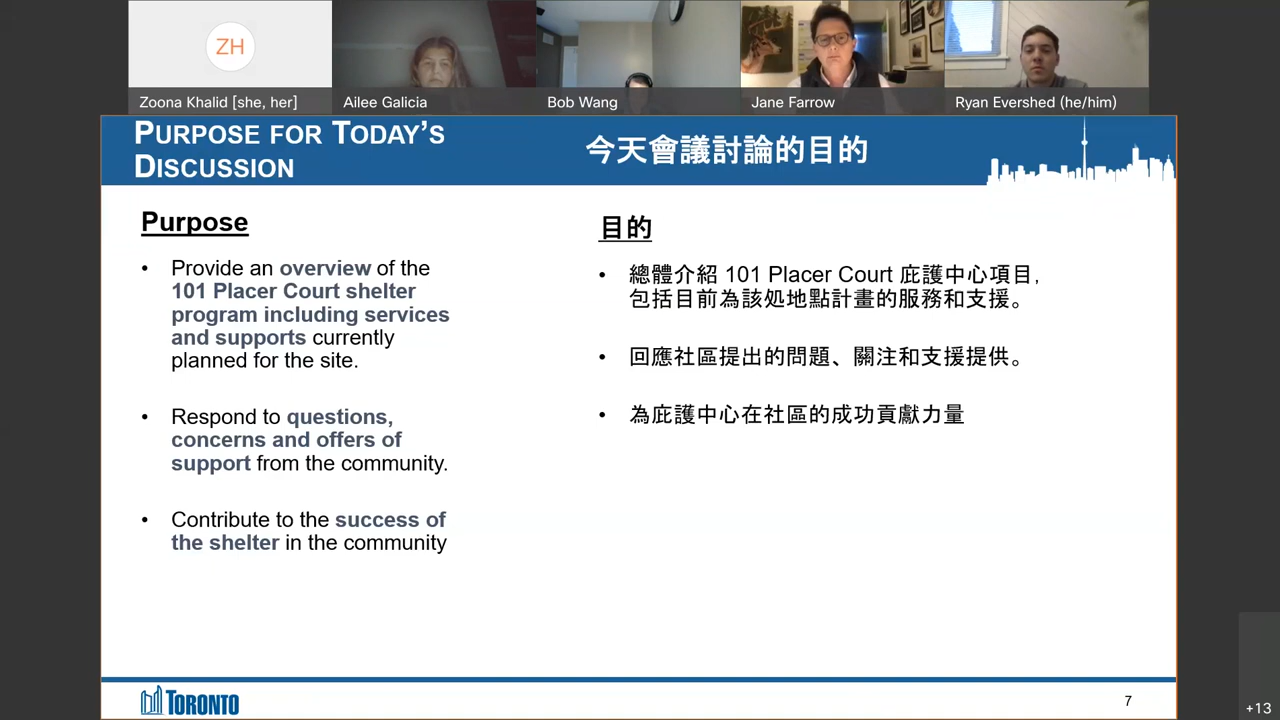 ZH
Zoona Khalid [she, her]
Ailee Galicia
Bob Wang
Jane Farrow
Ryan Evershed (he/him)
PURPOSE FOR TODAY'S
DISCUSSION
今天會議討論的目的
Purpose
• Provide an overview of the
101 Placer Court shelter
program including services
and supports currently
planned for the site.
• Respond to questions,
concerns and offers of
support from the community.
• Contribute to the success of
the shelter in the community
目的
• 總體介紹 101 Placer Court 庇護中心項目,
包括目前為該処地點計畫的服務和支援。
• 回應社區提出的問題、關注和支援提供。
• 為庇護中心在社區的成功貢獻力量
TORONTO
7
+13